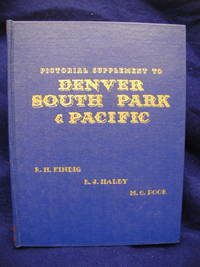 PICTORIAL SUPPLEMENT TO
DENVER
SOUTH PARK
& PACIFIC
R. H. KINDIG
E. J. HALEY
M. C. POOR